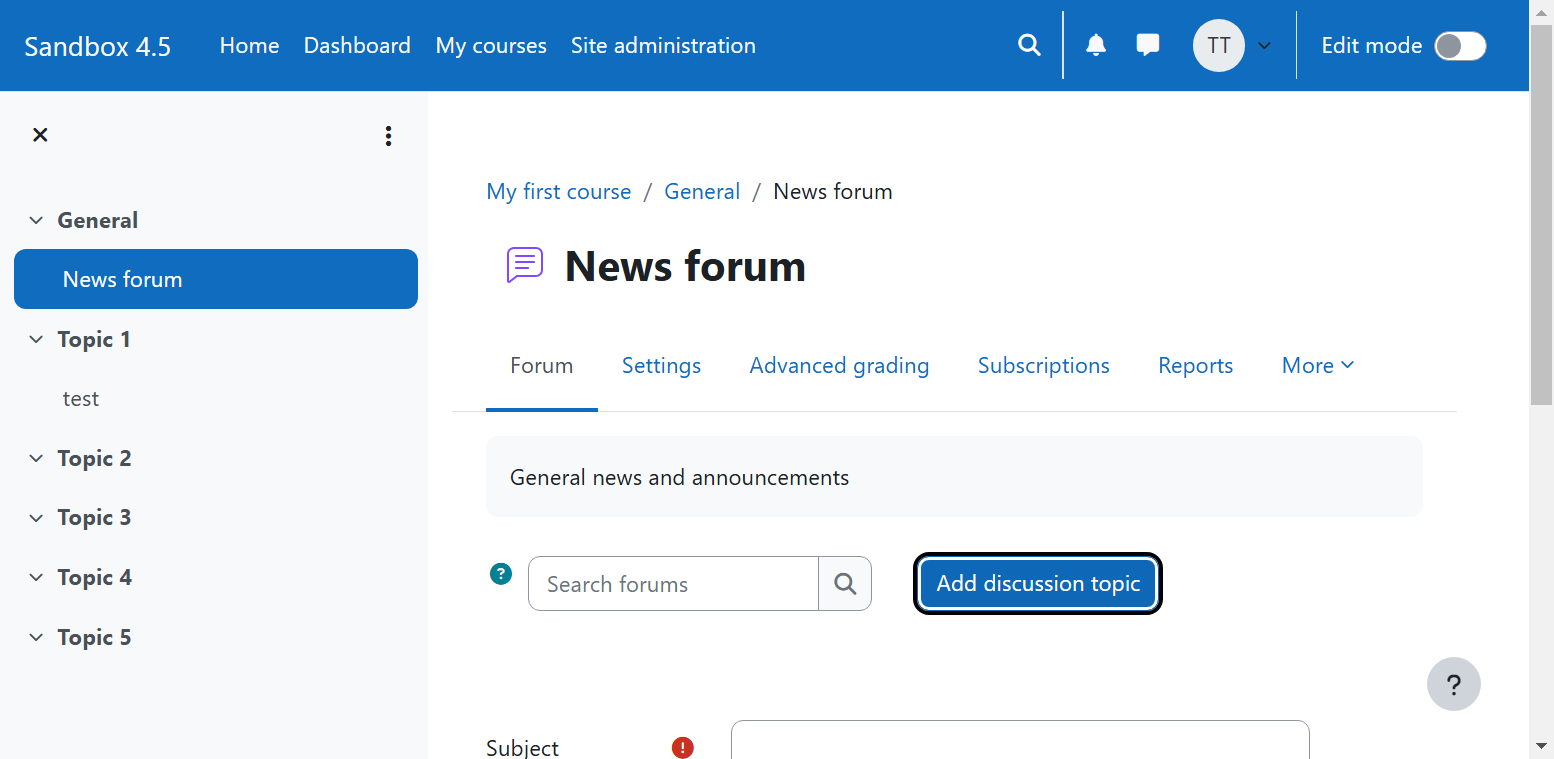 Sandbox 4.5 Home Dashboard My courses Site administration TT Edit mode
General
News forum
Topic 1
test
Topic 2
Topic 3
Topic 4
Topic 5
My first course / General / News forum
News forum
Forum Settings Advanced grading Subscriptions Reports More
General news and announcements
? Search forums Add discussion topic
?
Subject !